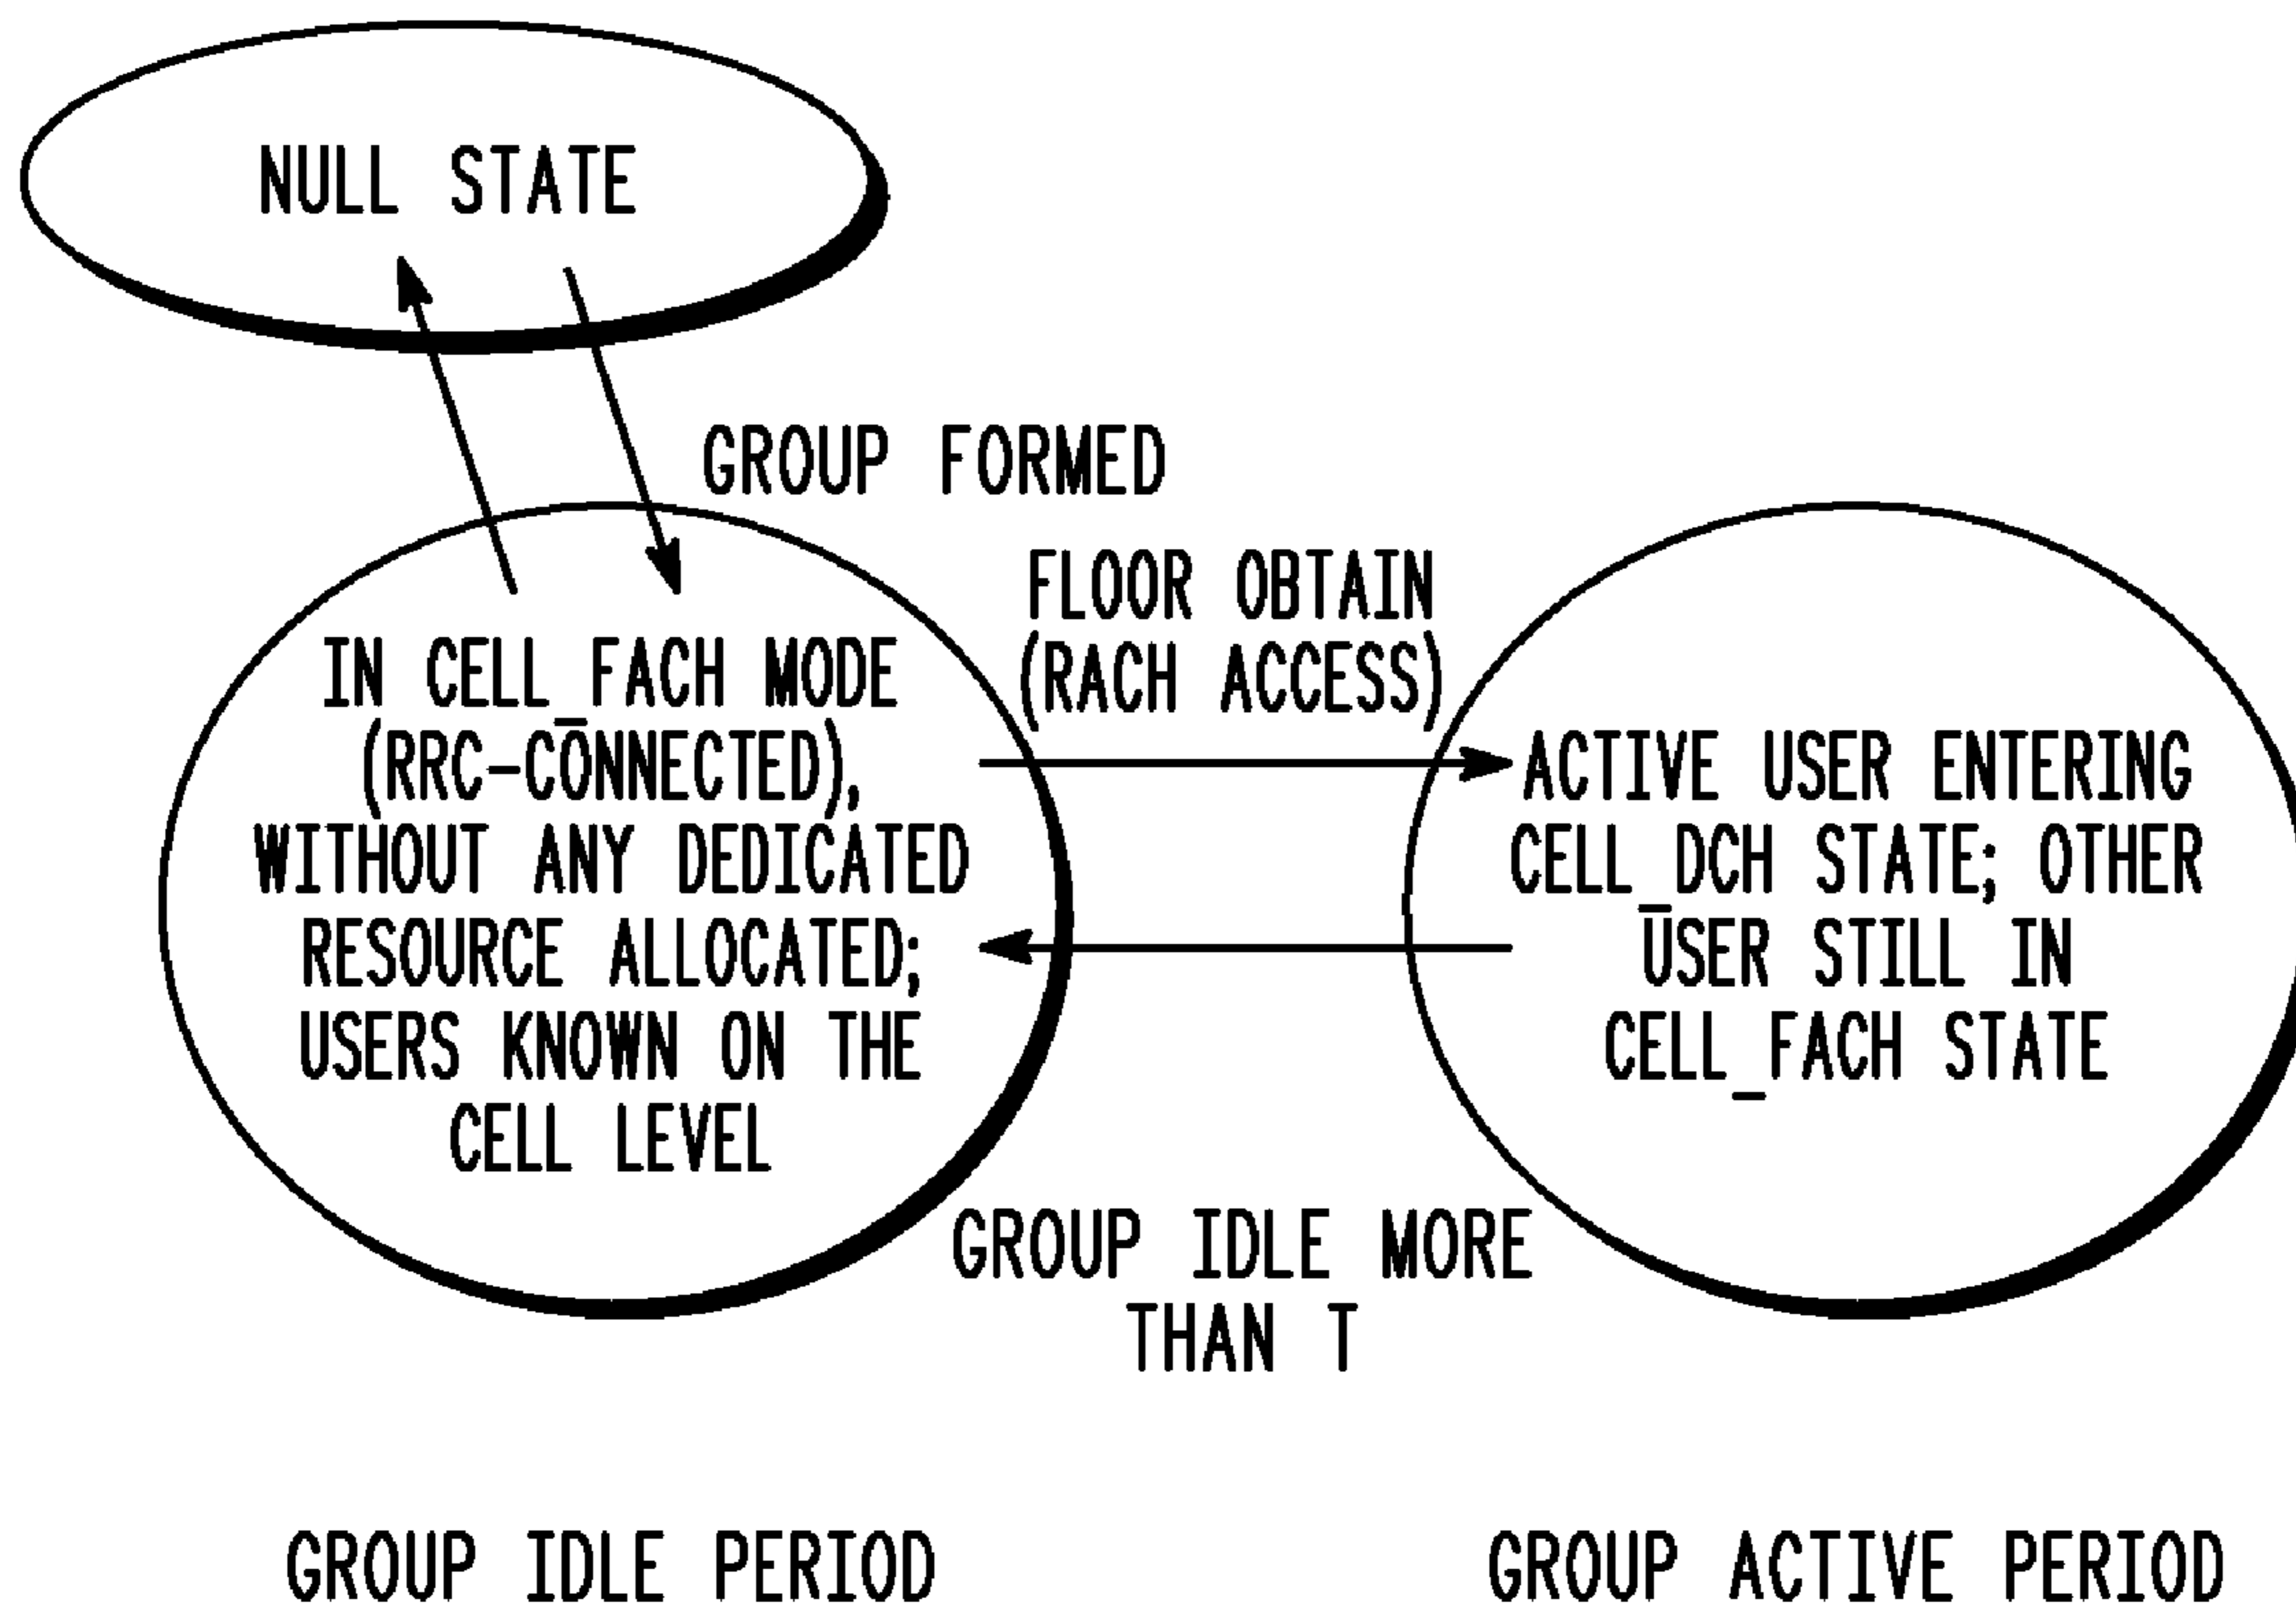 NULL STATE
GROUP FORMED
FLOOR OBTAIN
(RACH ACCESS)
IN CELL_FACH MODE
(RRC-CONNECTED),
WITHOUT ANY DEDICATED
RESOURCE ALLOCATED;
USERS KNOWN ON THE
CELL LEVEL
ACTIVE USER ENTERING
CELL_DCH STATE; OTHER
USER STILL IN
CELL_FACH STATE
GROUP IDLE MORE
THAN T
GROUP IDLE PERIOD
GROUP ACTIVE PERIOD